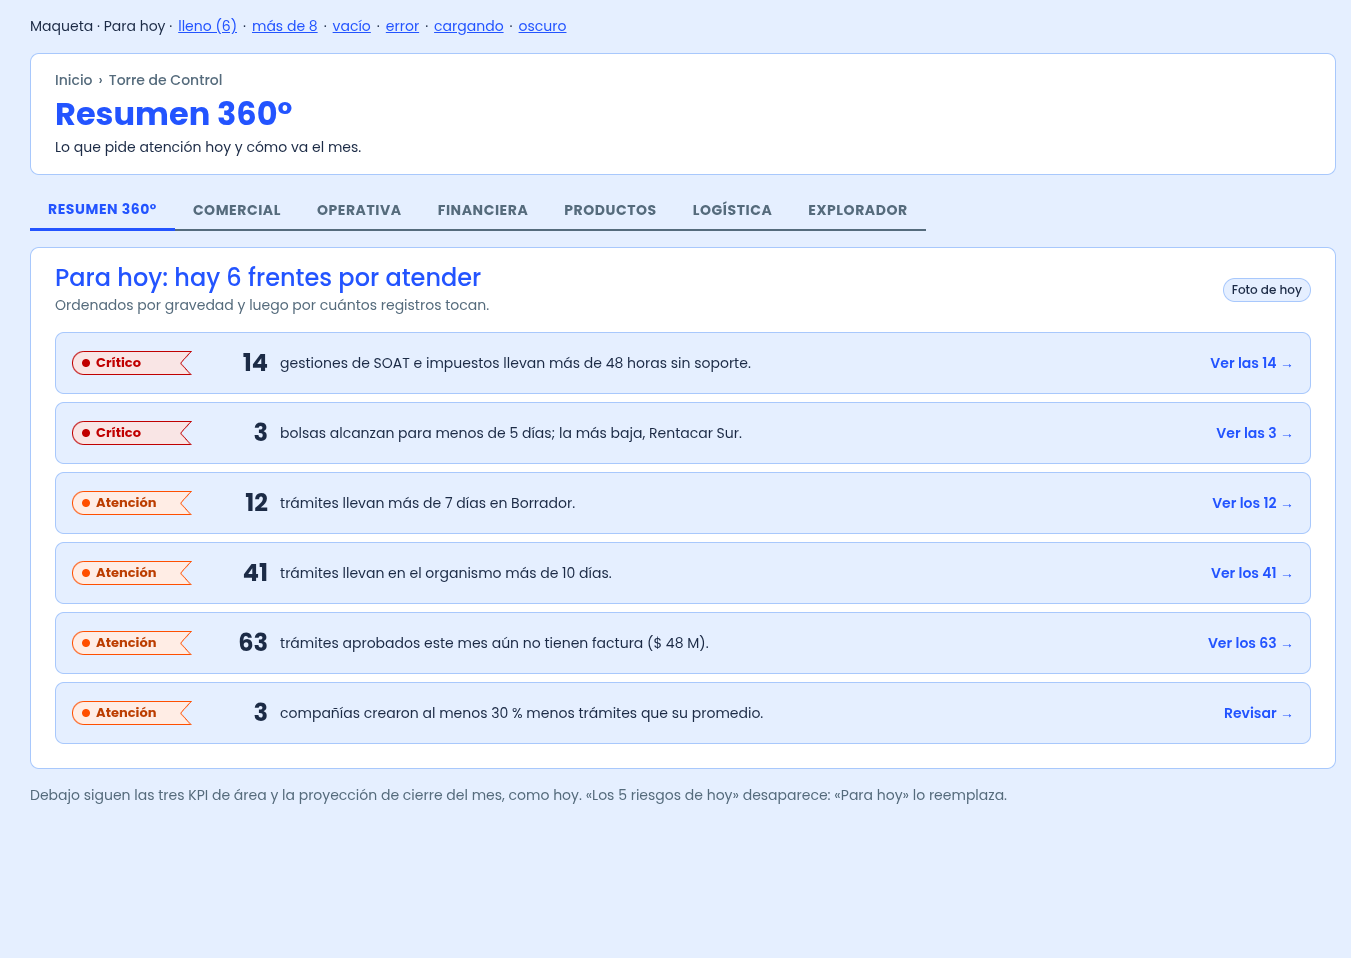 Maqueta · Para hoy · lleno (6) · más de 8 · vacío · error · cargando · oscuro
Inicio › Torre de Control
Resumen 360º
Lo que pide atención hoy y cómo va el mes.
RESUMEN 360º COMERCIAL OPERATIVA FINANCIERA PRODUCTOS LOGÍSTICA EXPLORADOR
Para hoy: hay 6 frentes por atender
Ordenados por gravedad y luego por cuántos registros tocan.
Foto de hoy
Crítico 14 gestiones de SOAT e impuestos llevan más de 48 horas sin soporte. Ver las 14 →
Crítico 3 bolsas alcanzan para menos de 5 días; la más baja, Rentacar Sur. Ver las 3 →
Atención 12 trámites llevan más de 7 días en Borrador. Ver los 12 →
Atención 41 trámites llevan en el organismo más de 10 días. Ver los 41 →
Atención 63 trámites aprobados este mes aún no tienen factura ($ 48 M). Ver los 63 →
Atención 3 compañías crearon al menos 30 % menos trámites que su promedio. Revisar →
Debajo siguen las tres KPI de área y la proyección de cierre del mes, como hoy. «Los 5 riesgos de hoy» desaparece: «Para hoy» lo reemplaza.